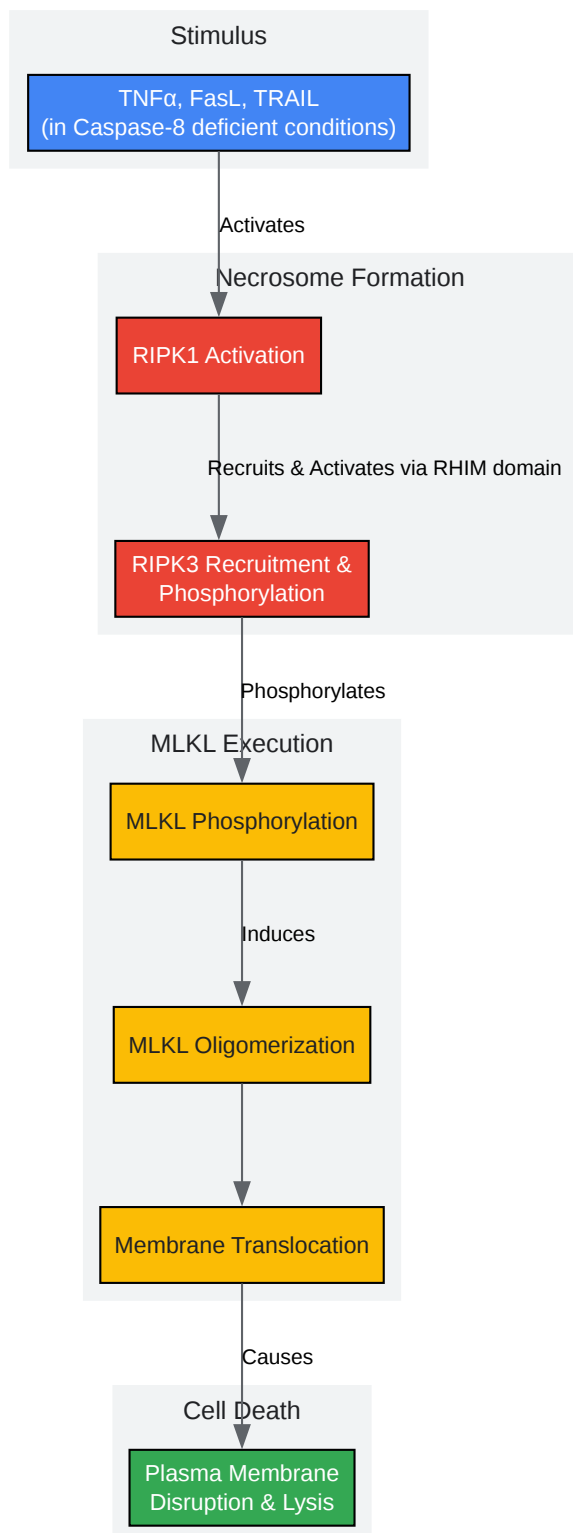 Stimulus
TNFα, FasL, TRAIL
(in Caspase-8 deficient conditions)
Activates
Necrosome Formation
RIPK1 Activation
Recruits & Activates via RHIM domain
RIPK3 Recruitment &
Phosphorylation
Phosphorylates
MLKL Execution
MLKL Phosphorylation
Induces
MLKL Oligomerization
Membrane Translocation
Causes
Cell Death
Plasma Membrane
Disruption & Lysis